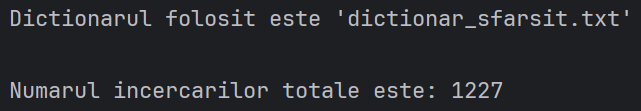 Dictionarul folosit este 'dictionar_sfarsit.txt'
Numarul incercarilor totale este: 1227